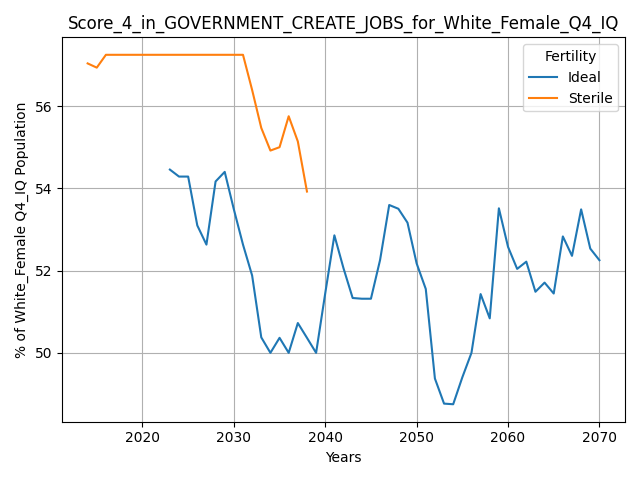 Score_4_in_GOVERNMENT_CREATE_JOBS_for_White_Female_Q4_IQ
Fertility
Ideal
Sterile
% of White_Female Q4_IQ Population
56
54
52
50
2020
2030
2040
2050
2060
2070
Years